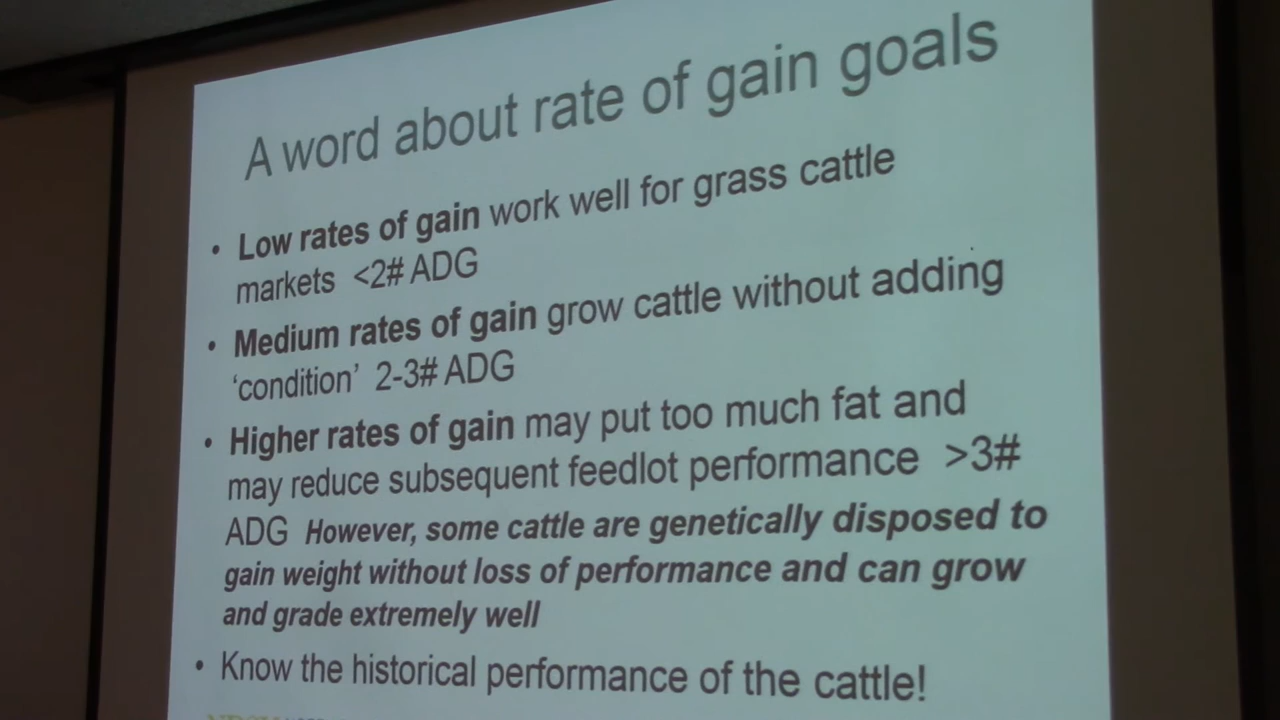 A word about rate of gain goals
• Low rates of gain work well for grass cattle
markets <2# ADG
• Medium rates of gain grow cattle without adding
‘condition’ 2-3# ADG
• Higher rates of gain may put too much fat and
may reduce subsequent feedlot performance >3#
ADG However, some cattle are genetically disposed to
gain weight without loss of performance and can grow
and grade extremely well
• Know the historical performance of the cattle!